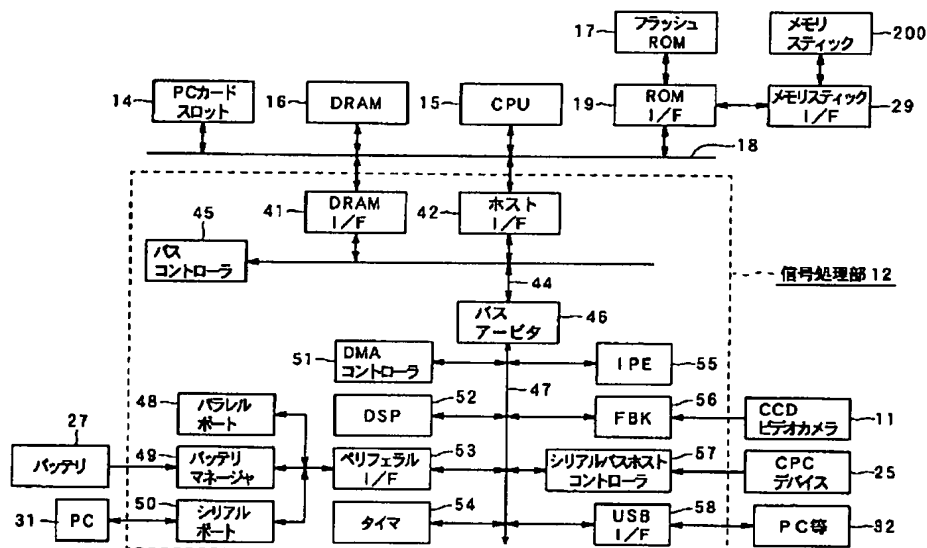 17
フラッシュ
ROM
メモリ
スティック
200
14
PCカード
スロット
16
DRAM
15
CPU
19
ROM
I/F
メモリスティック
I/F
29
18
45
バス
コントローラ
41
DRAM
I/F
42
ホスト
I/F
44
信号処理部12
バス
アービタ
46
51
DMA
コントローラ
47
IPE
55
48
パラレル
ポート
52
DSP
56
FBK
CCD
ビデオカメラ
11
27
バッテリ
49
バッテリ
マネージャ
53
ペリフェラル
I/F
シリアルバスホスト
コントローラ
57
CPC
デバイス
25
31
PC
50
シリアル
ポート
タイマ
54
USB
I/F
58
PC等
32